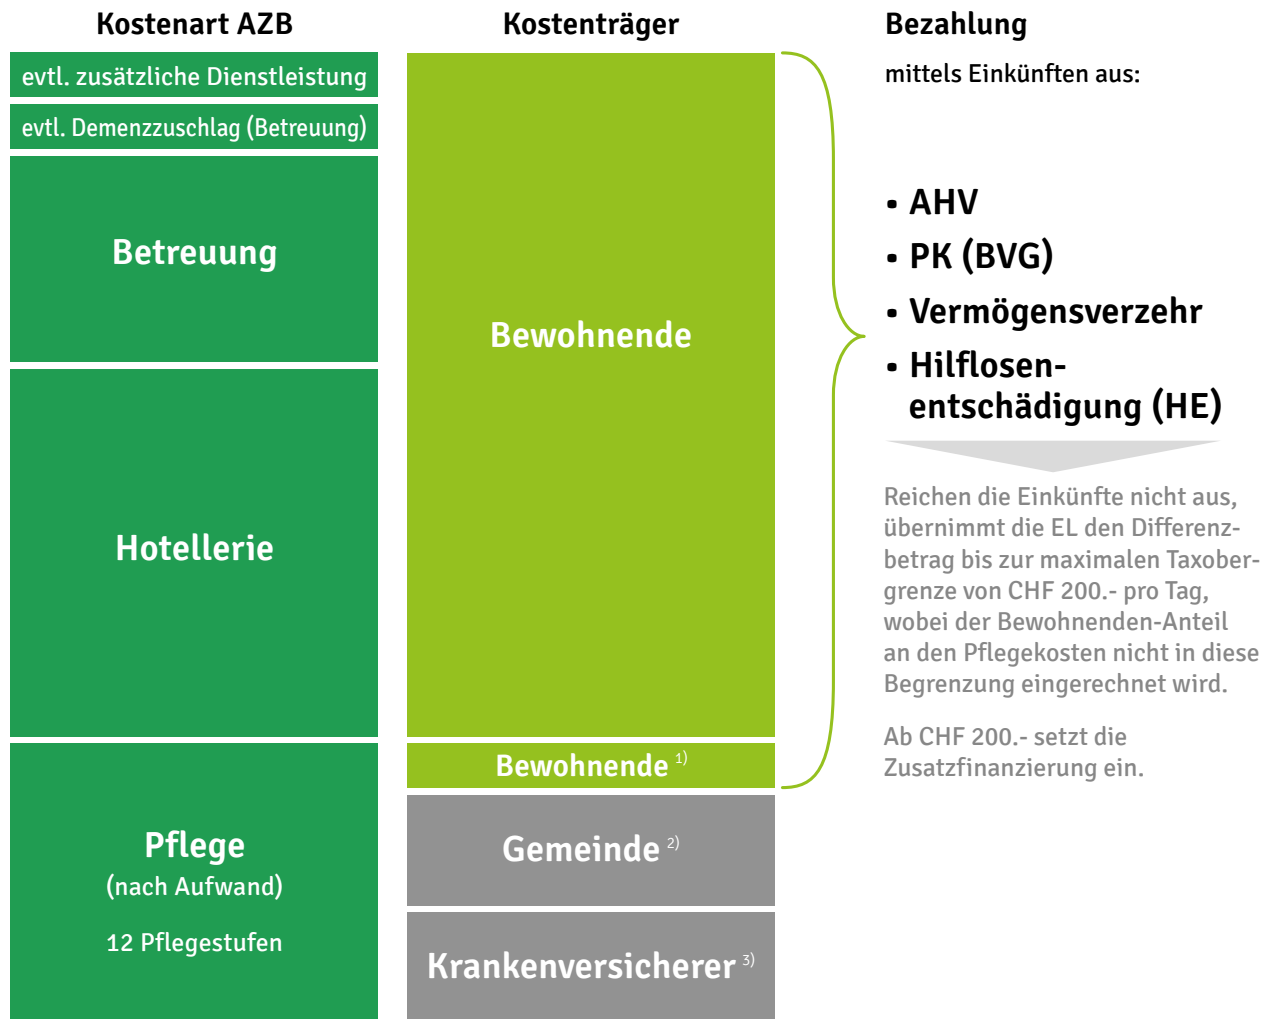 Kostenart AZB
evtl. zusätzliche Dienstleistung
evtl. Demenzzuschlag (Betreuung)
Betreuung
Hotellerie
Pflege
(nach Aufwand)
12 Pflegestufen
Kostenträger
Bewohnende
Bewohnende 1)
Gemeinde 2)
Krankenversicherer 3)
Bezahlung
mittels Einkünften aus:
• AHV
• PK (BVG)
• Vermögensverzehr
• Hilflosen-
entschädigung (HE)
Reichen die Einkünfte nicht aus,
übernimmt die EL den Differenz-
betrag bis zur maximalen Taxober-
grenze von CHF 200.- pro Tag,
wobei der Bewohnenden-Anteil
an den Pflegekosten nicht in diese
Begrenzung eingerechnet wird.
Ab CHF 200.- setzt die
Zusatzfinanzierung ein.